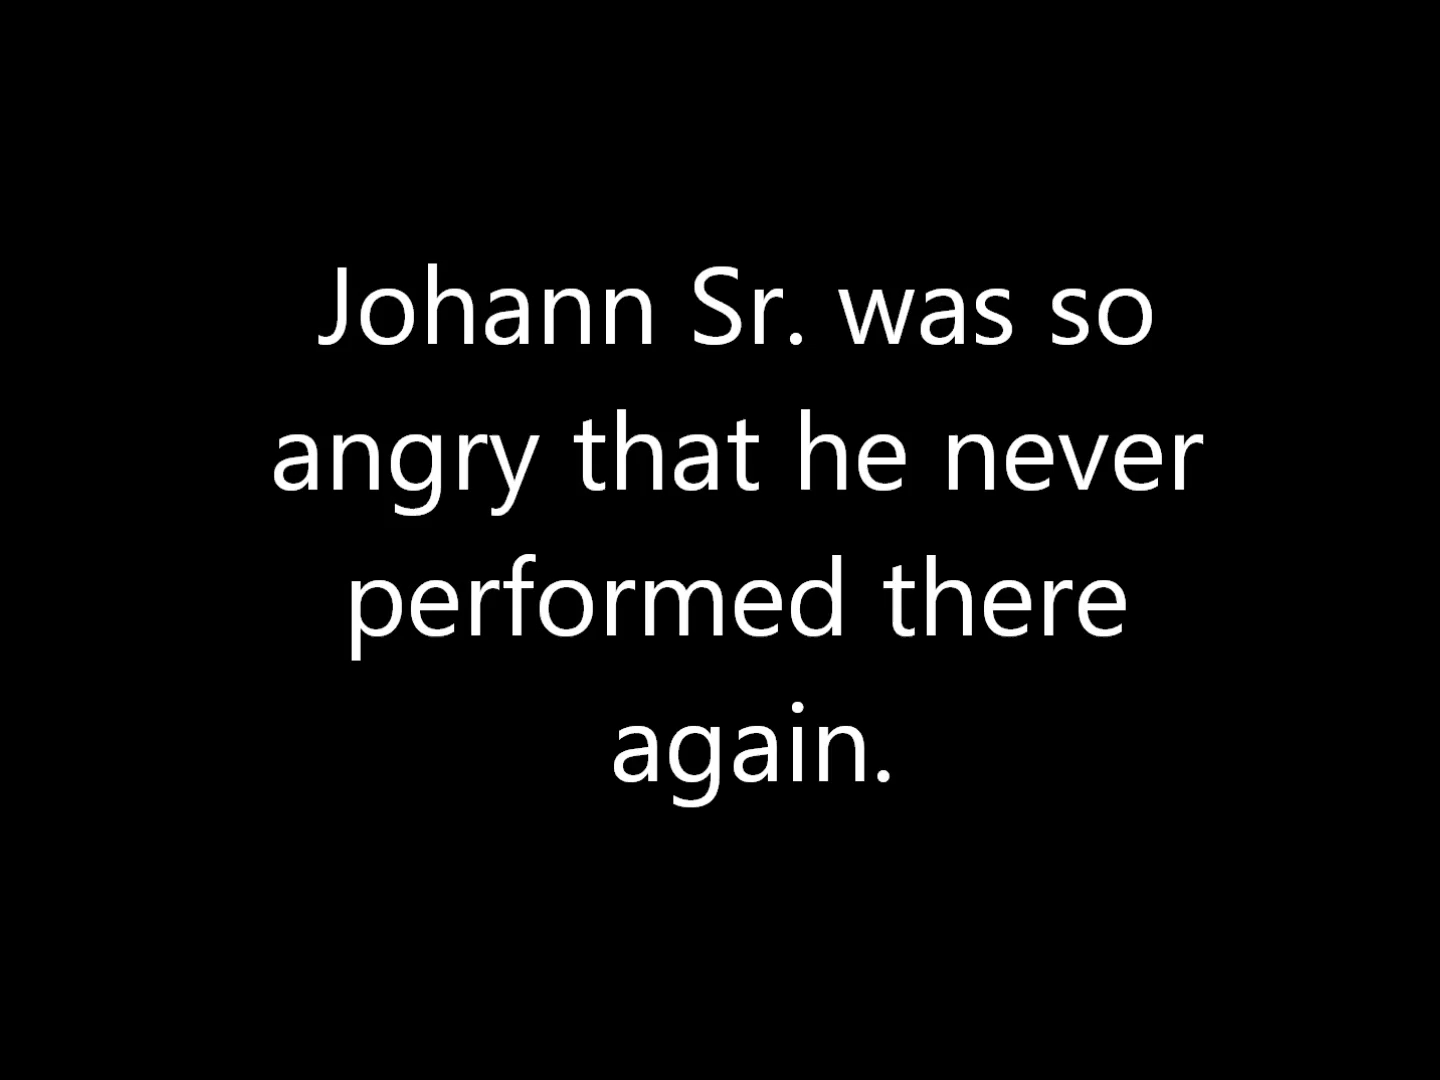 Johann Sr. was so
angry that he never
performed there
again.